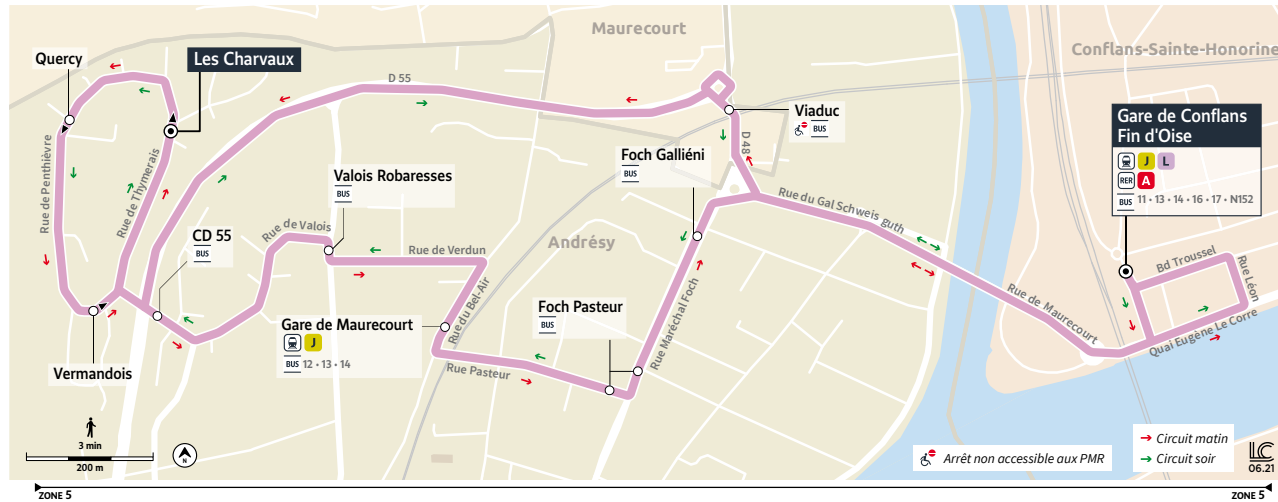 Maurecourt
Conflans-Sainte-Honorine
Quercy
Les Charvaux
D 55
Viaduc
BUS
D 48
Gare de Conflans
Fin d'Oise
J L
RER A
BUS 11 • 13 • 14 • 16 • 17 • N152
Foch Galliéni
BUS
Valois Robaresses
BUS
Rue de Penthièvre
Rue de Thymerais
Rue du Gal Schweis guth
CD 55
BUS
Rue de Valois
Rue de Verdun
Andrésy
Bd Troussel
Rue Léon
Rue de Maurecourt
Quai Eugène Le Corre
Foch Pasteur
BUS
Rue du Bel-Air
Rue Maréchal Foch
Gare de Maurecourt
J
BUS 12 • 13 • 14
Rue Pasteur
Vermandois
3 min
200 m
N
Arrêt non accessible aux PMR
Circuit matin
Circuit soir
LC
06.21
ZONE 5
ZONE 5